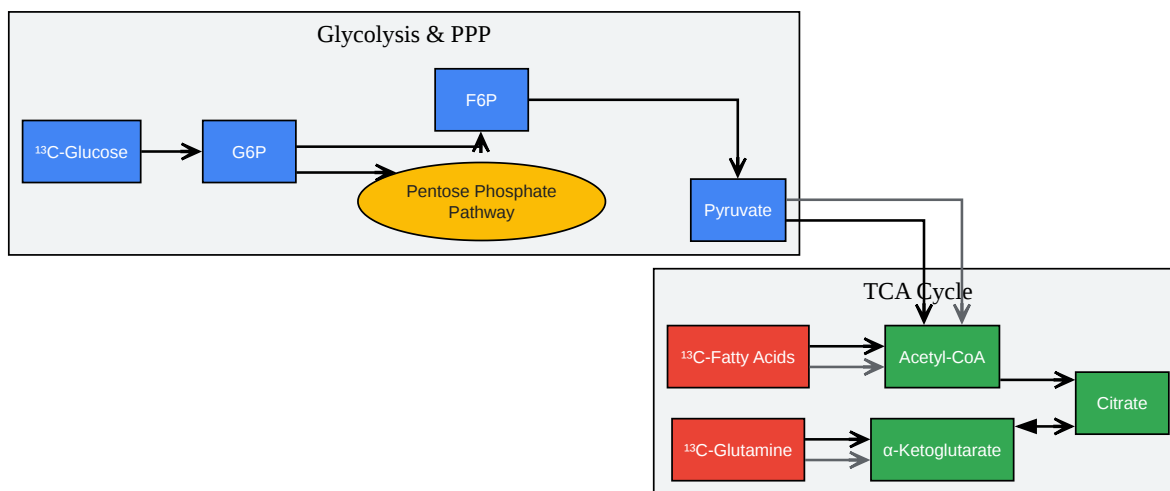 Glycolysis & PPP
F6P
¹³C-Glucose
G6P
Pentose Phosphate
Pathway
Pyruvate
TCA Cycle
¹³C-Fatty Acids
Acetyl-CoA
Citrate
¹³C-Glutamine
α-Ketoglutarate